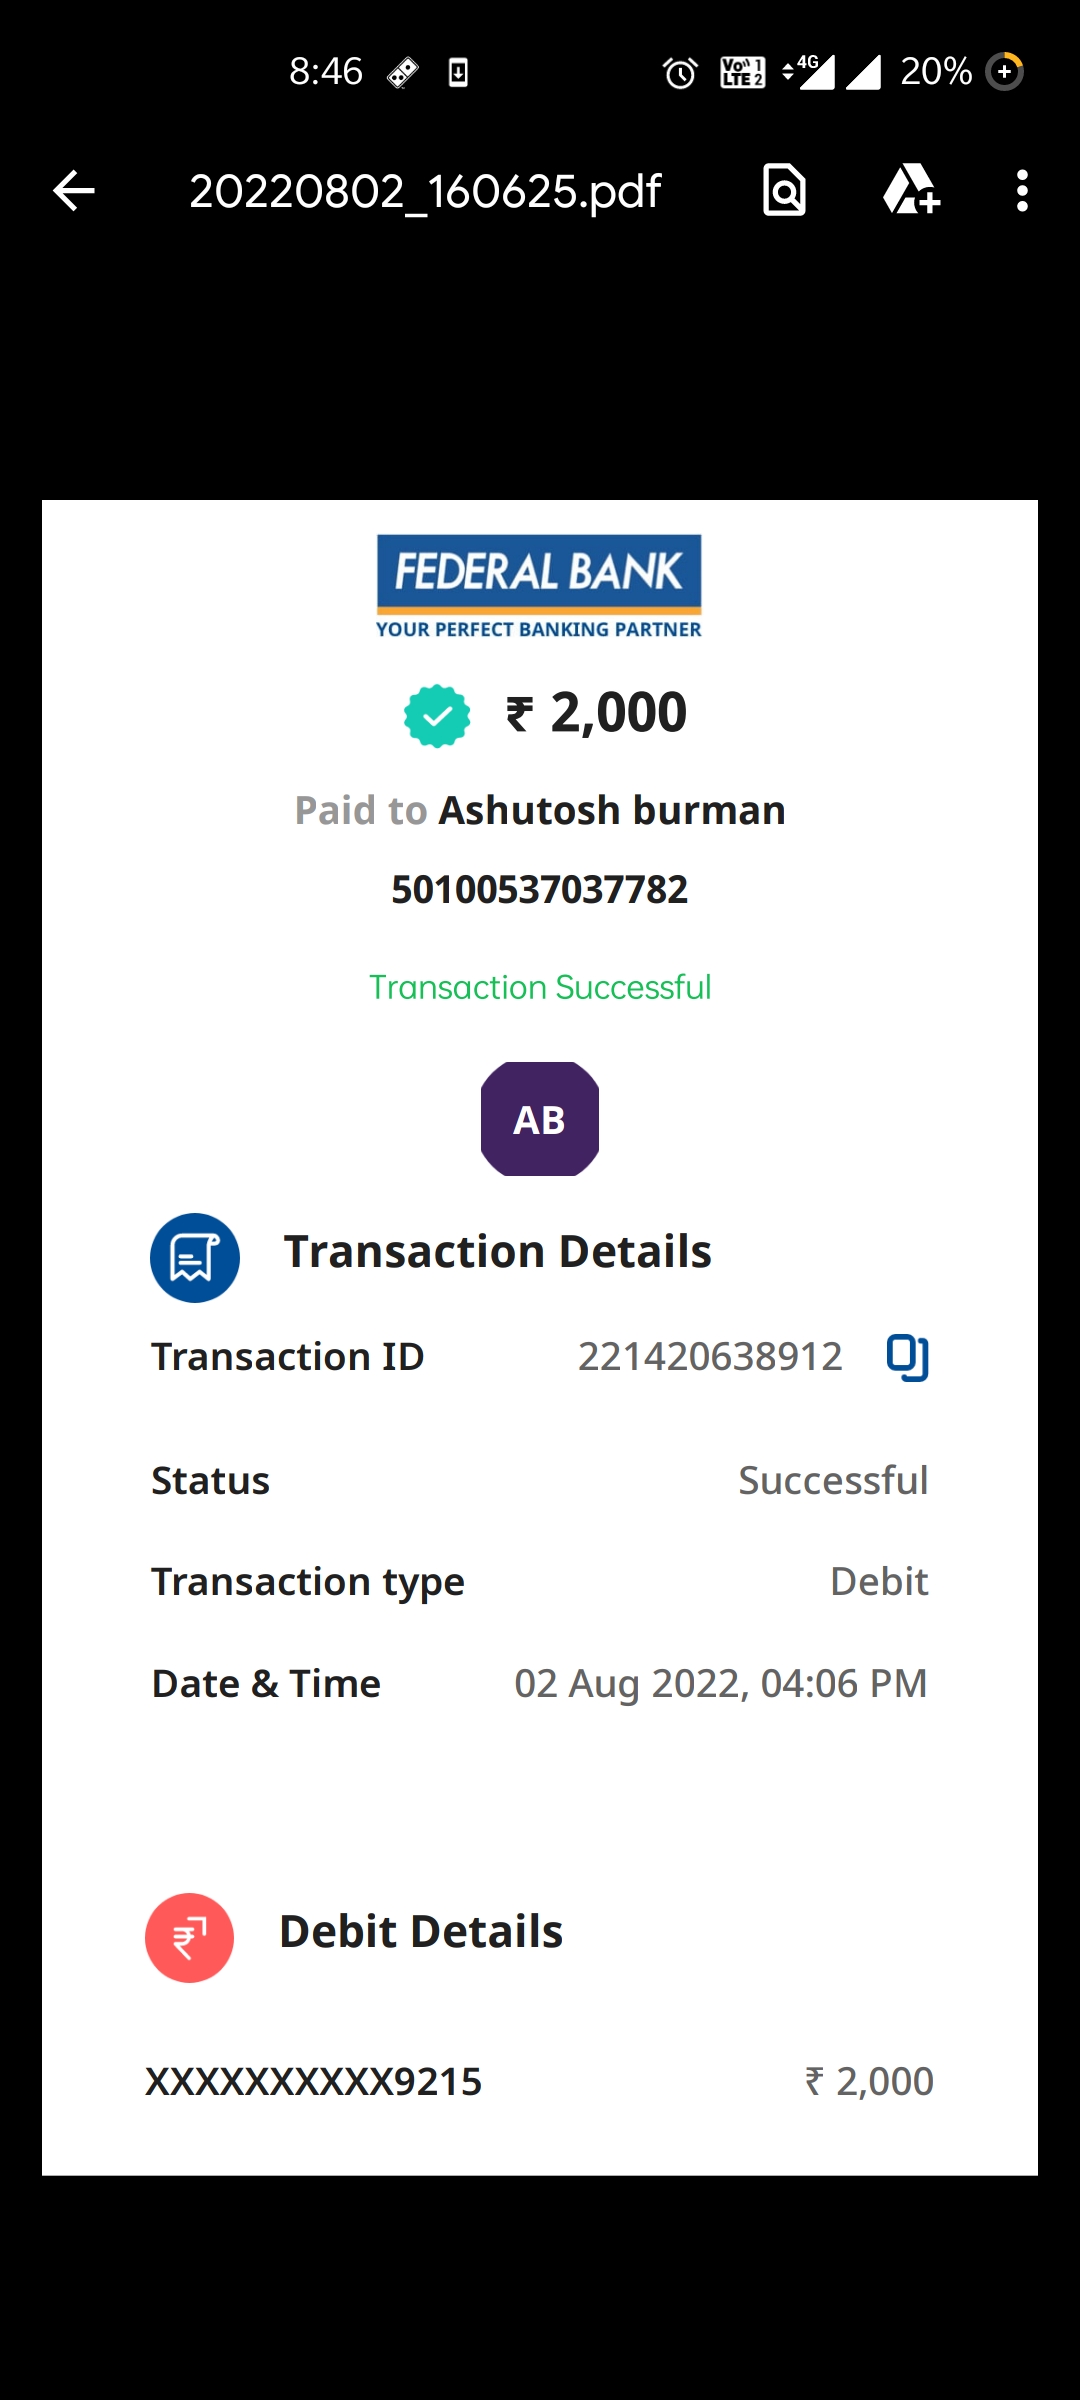 8:46 Vo)) 1 LTE 2 4G 20%
20220802_160625.pdf
FEDERAL BANK
YOUR PERFECT BANKING PARTNER
₹ 2,000
Paid to Ashutosh burman
50100537037782
Transaction Successful
AB
Transaction Details
Transaction ID 221420638912
Status Successful
Transaction type Debit
Date & Time 02 Aug 2022, 04:06 PM
Debit Details
XXXXXXXXXX9215 ₹ 2,000